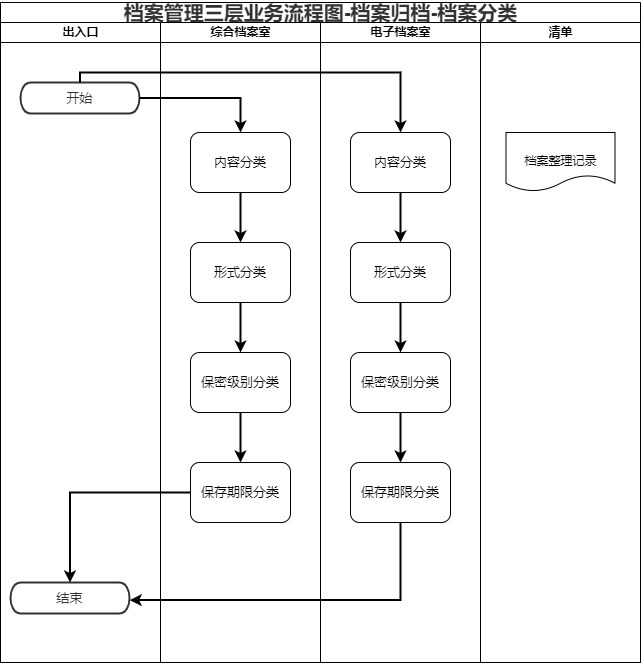 档案管理三层业务流程图-档案归档-档案分类
出入口
综合档案室
电子档案室
清单
开始
内容分类
内容分类
档案整理记录
形式分类
形式分类
保密级别分类
保密级别分类
保存期限分类
保存期限分类
结束